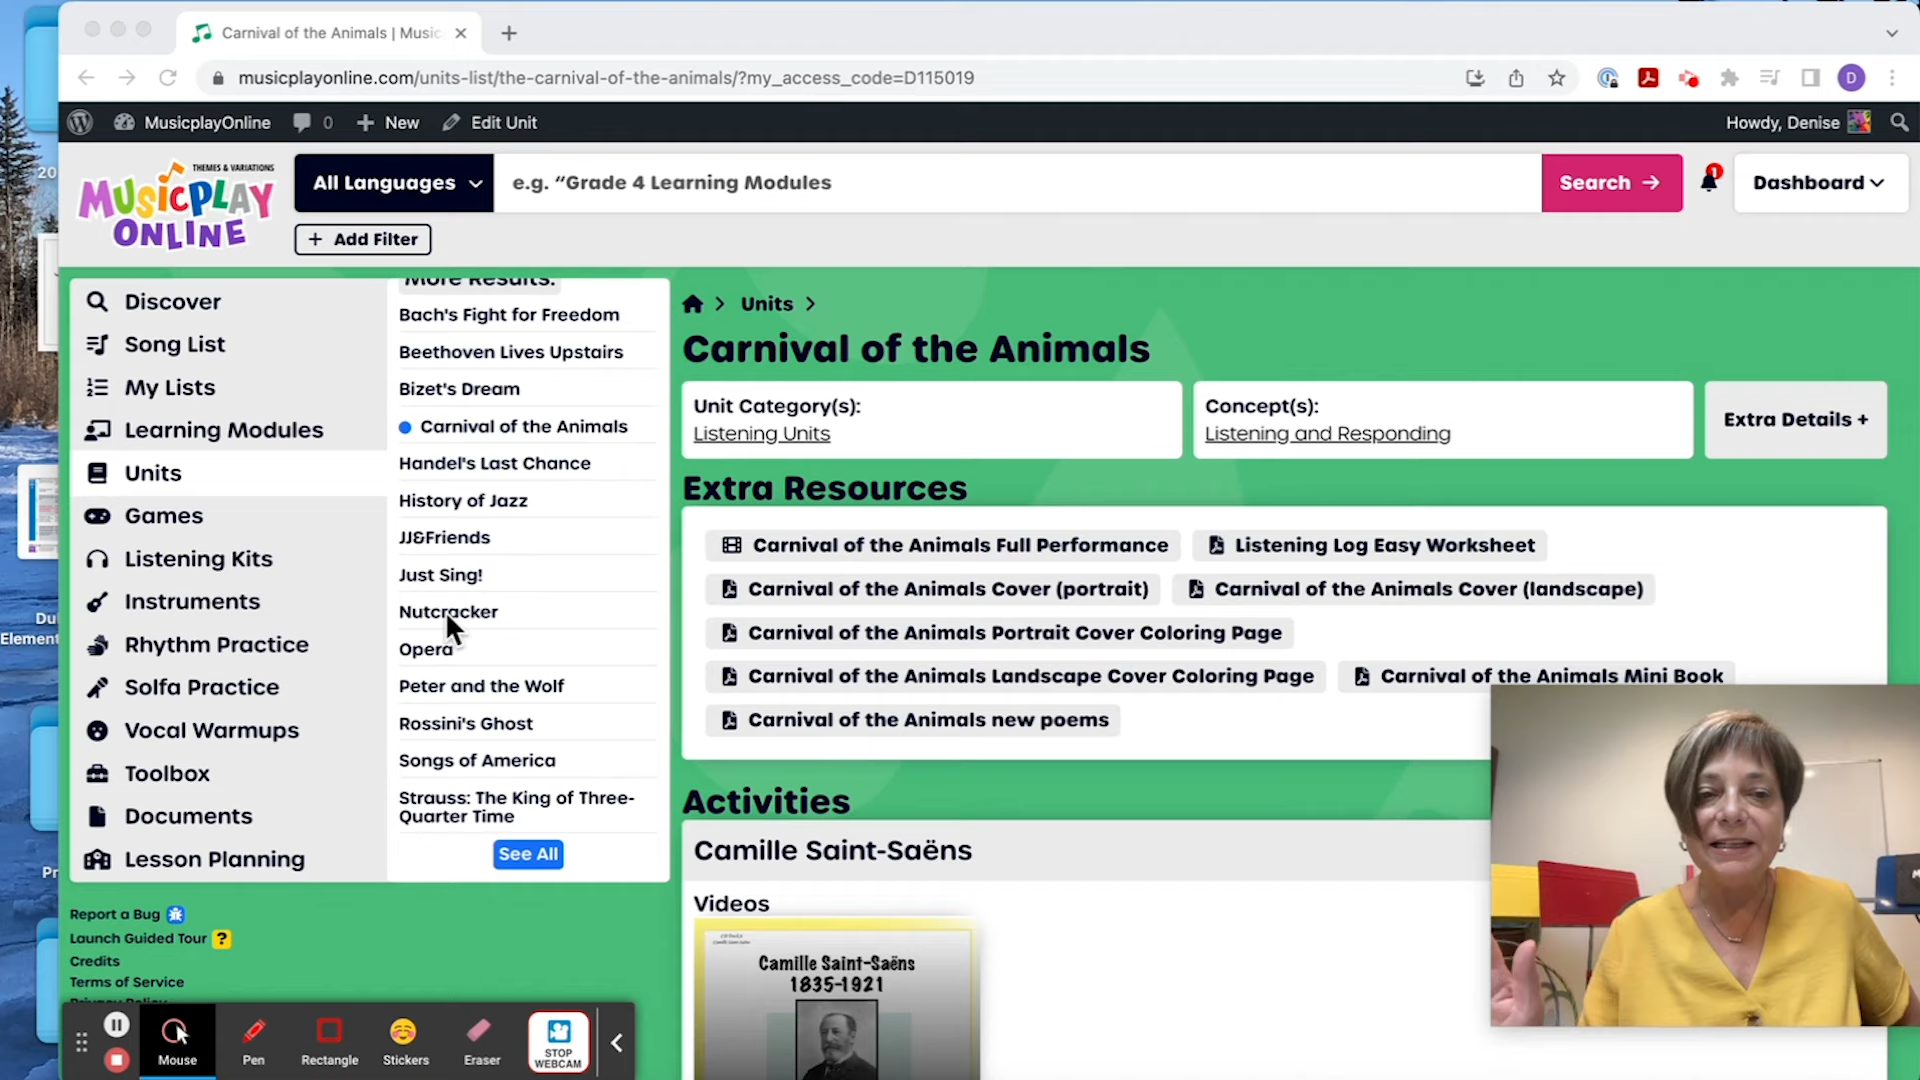 Carnival of the Animals | Music
musicplayonline.com/units-list/the-carnival-of-the-animals/?my_access_code=D115019
D
MusicplayOnline
0
New
Edit Unit
Howdy, Denise
THEMES & VARIATIONS
MUSICPLAY
ONLINE
All Languages
e.g. “Grade 4 Learning Modules
Search
1
Dashboard
+ Add Filter
20
Discover
Song List
My Lists
Learning Modules
Units
Games
Listening Kits
Instruments
Rhythm Practice
Solfa Practice
Vocal Warmups
Toolbox
Documents
Lesson Planning
More Results:
Bach's Fight for Freedom
Beethoven Lives Upstairs
Bizet's Dream
Carnival of the Animals
Handel's Last Chance
History of Jazz
JJ&Friends
Just Sing!
Nutcracker
Opera
Peter and the Wolf
Rossini's Ghost
Songs of America
Strauss: The King of Three-
Quarter Time
See All
Units
Carnival of the Animals
Unit Category(s):
Listening Units
Concept(s):
Listening and Responding
Extra Details +
Extra Resources
Carnival of the Animals Full Performance
Listening Log Easy Worksheet
Carnival of the Animals Cover (portrait)
Carnival of the Animals Cover (landscape)
Carnival of the Animals Portrait Cover Coloring Page
Carnival of the Animals Landscape Cover Coloring Page
Carnival of the Animals Mini Book
Carnival of the Animals new poems
Activities
Camille Saint-Saëns
Videos
Camille Saint-Saëns
1835-1921
Du
Element
Pr
Report a Bug
Launch Guided Tour ?
Credits
Terms of Service
Privacy Policy
Mouse
Pen
Rectangle
Stickers
Eraser
STOP
WEBCAM